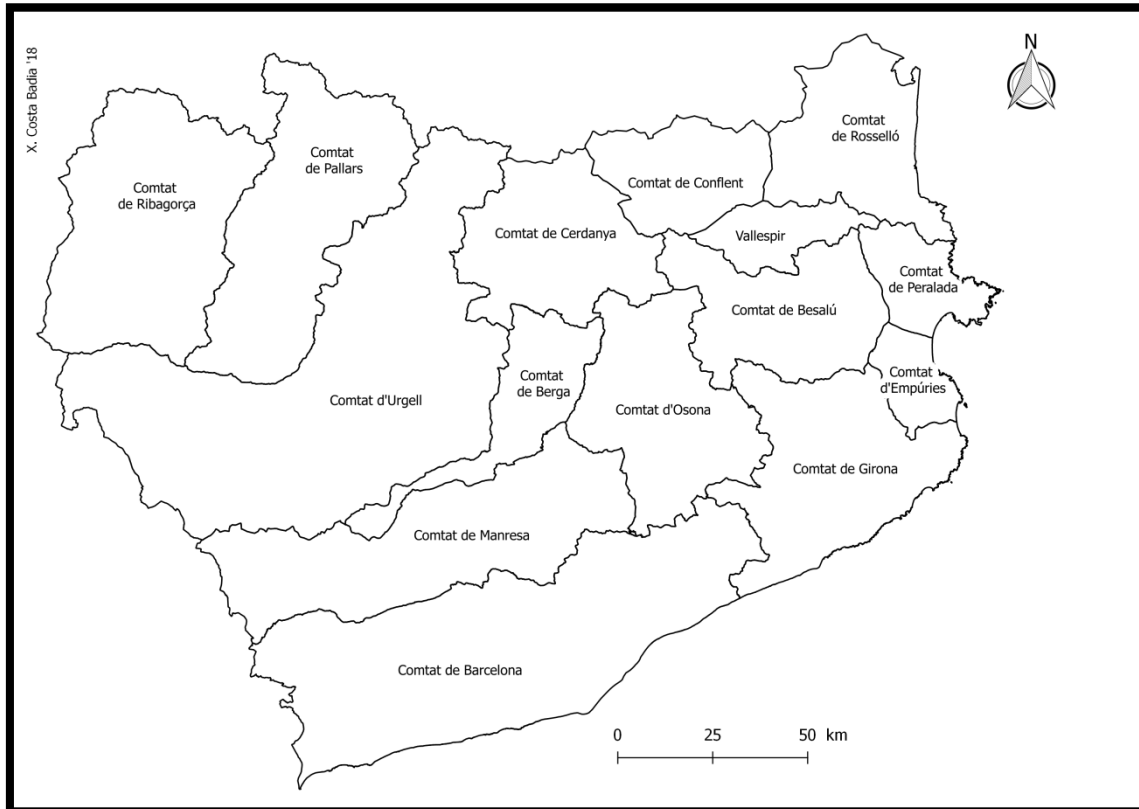 X. Costa Badia '18
N
Comtat
de Rosselló
Comtat
de Pallars
Comtat
de Ribagorça
Comtat de Conflent
Comtat de Cerdanya
Vallespir
Comtat
de Peralada
Comtat de Besalú
Comtat
de Berga
Comtat
d'Empúries
Comtat d'Urgell
Comtat d'Osona
Comtat de Girona
Comtat de Manresa
Comtat de Barcelona
0 25 50 km